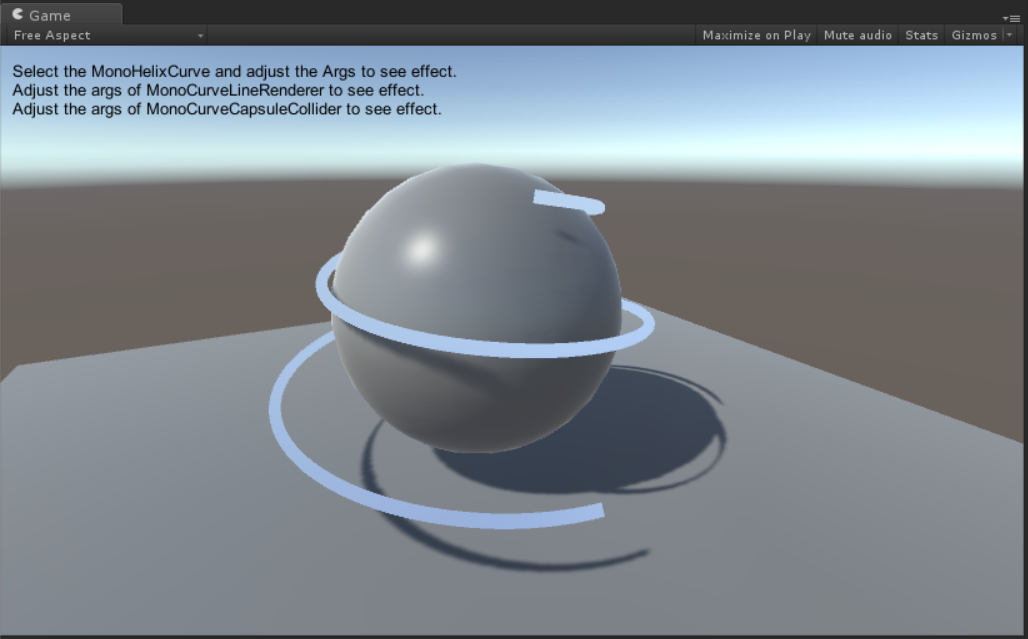 Game
Free Aspect
Maximize on Play Mute audio Stats Gizmos
Select the MonoHelixCurve and adjust the Args to see effect.
Adjust the args of MonoCurveLineRenderer to see effect.
Adjust the args of MonoCurveCapsuleCollider to see effect.